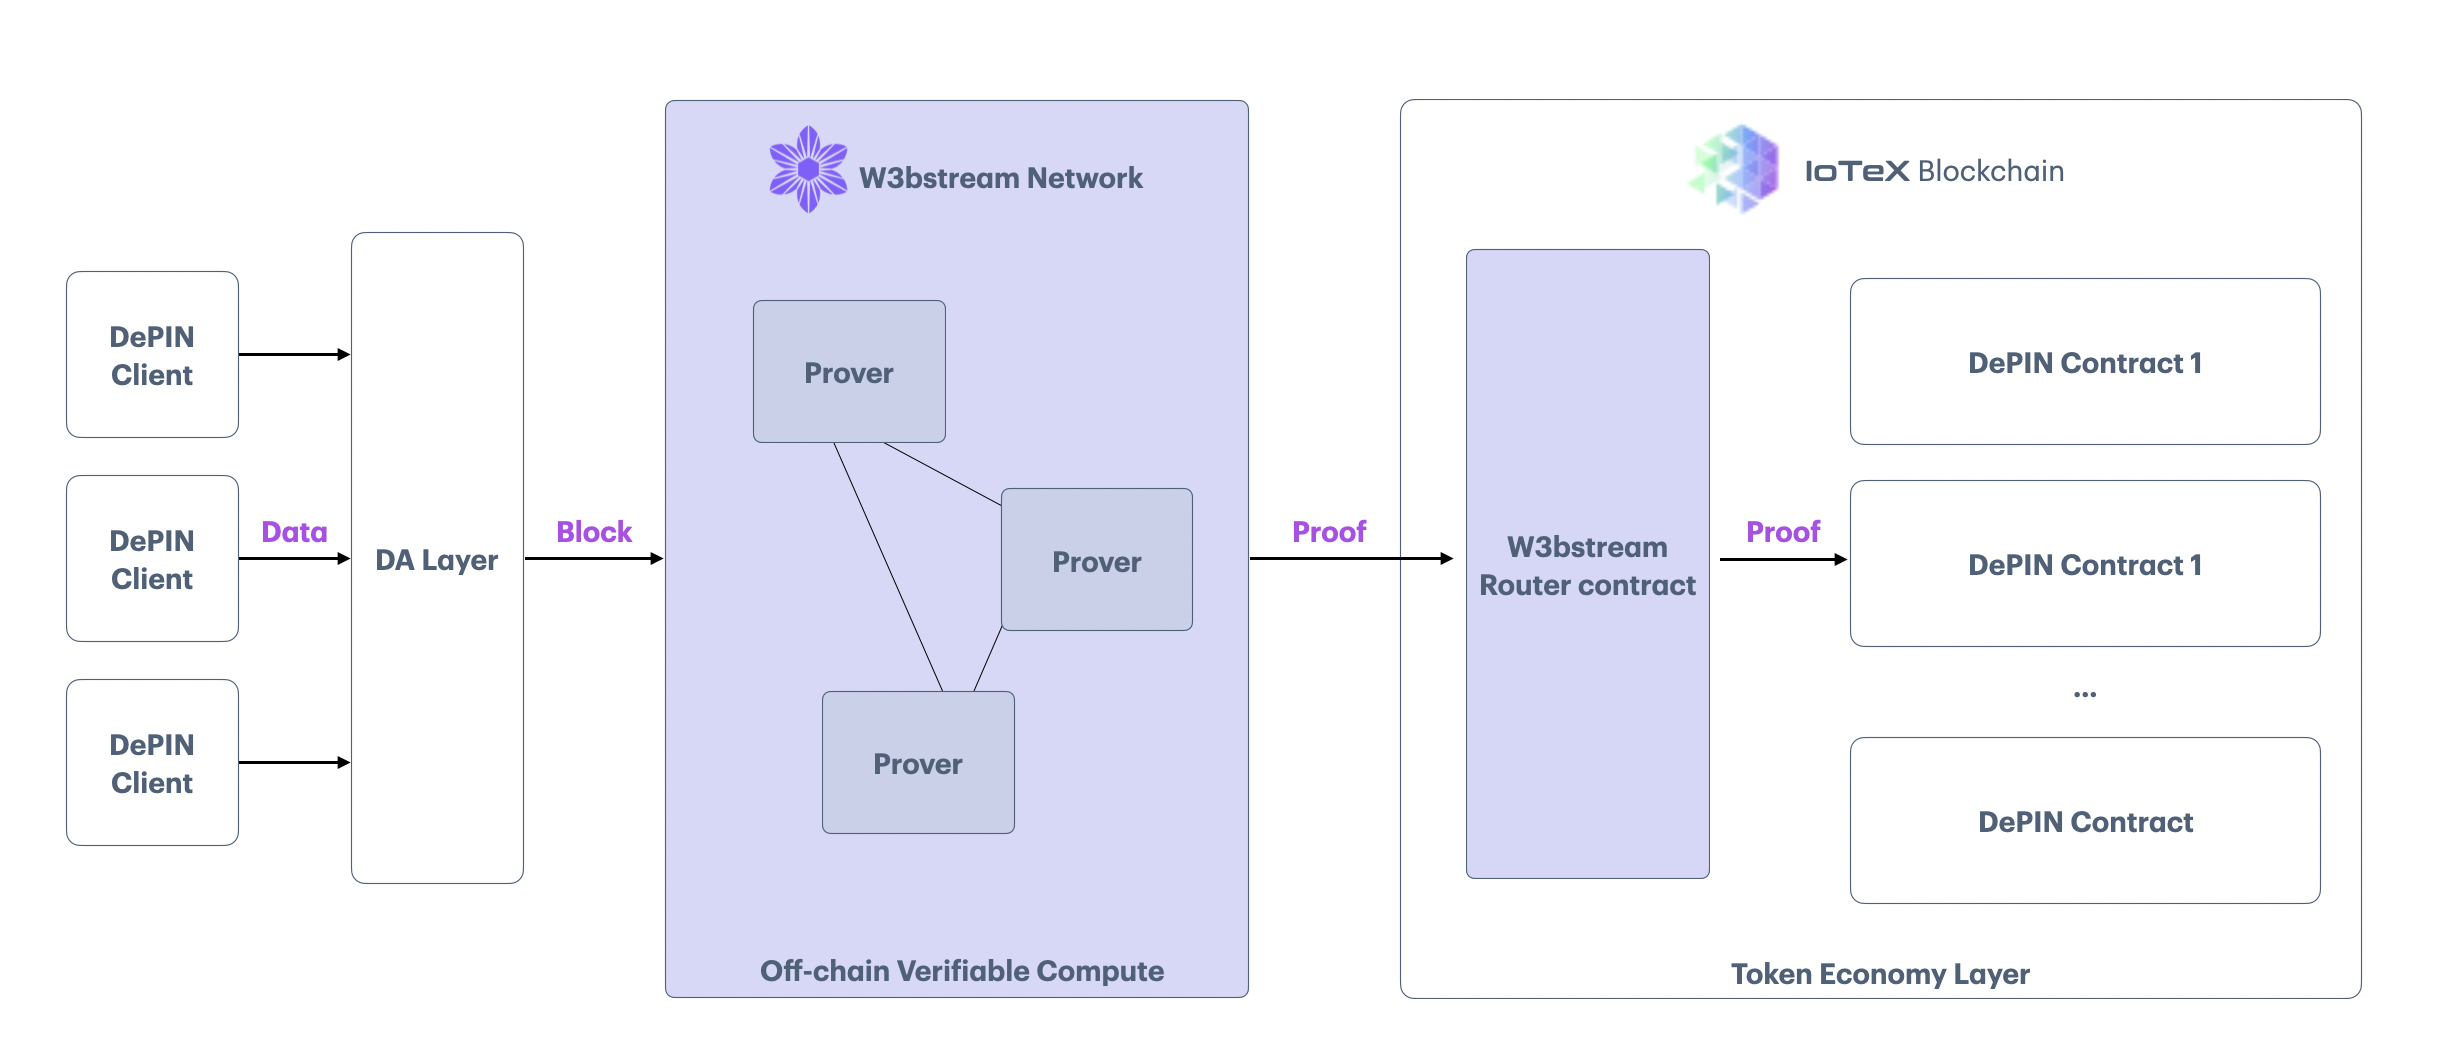 W3bstream Network
IoTeX Blockchain
DePIN
Client
DePIN
Client
DePIN
Client
Data
DA Layer
Block
Prover
Prover
Prover
Off-chain Verifiable Compute
Proof
W3bstream
Router contract
Proof
DePIN Contract 1
DePIN Contract 1
...
DePIN Contract
Token Economy Layer